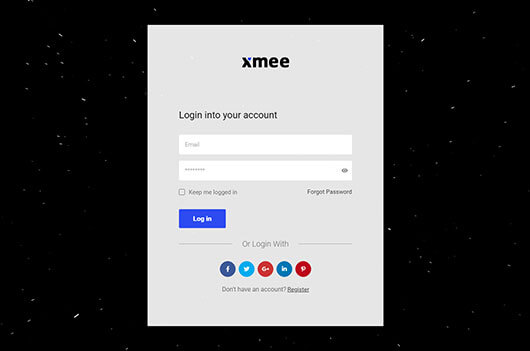 xmee
Login into your account
Email
********
Keep me logged in Forgot Password
Log in
Or Login With
f G+ in
Don't have an account? Register